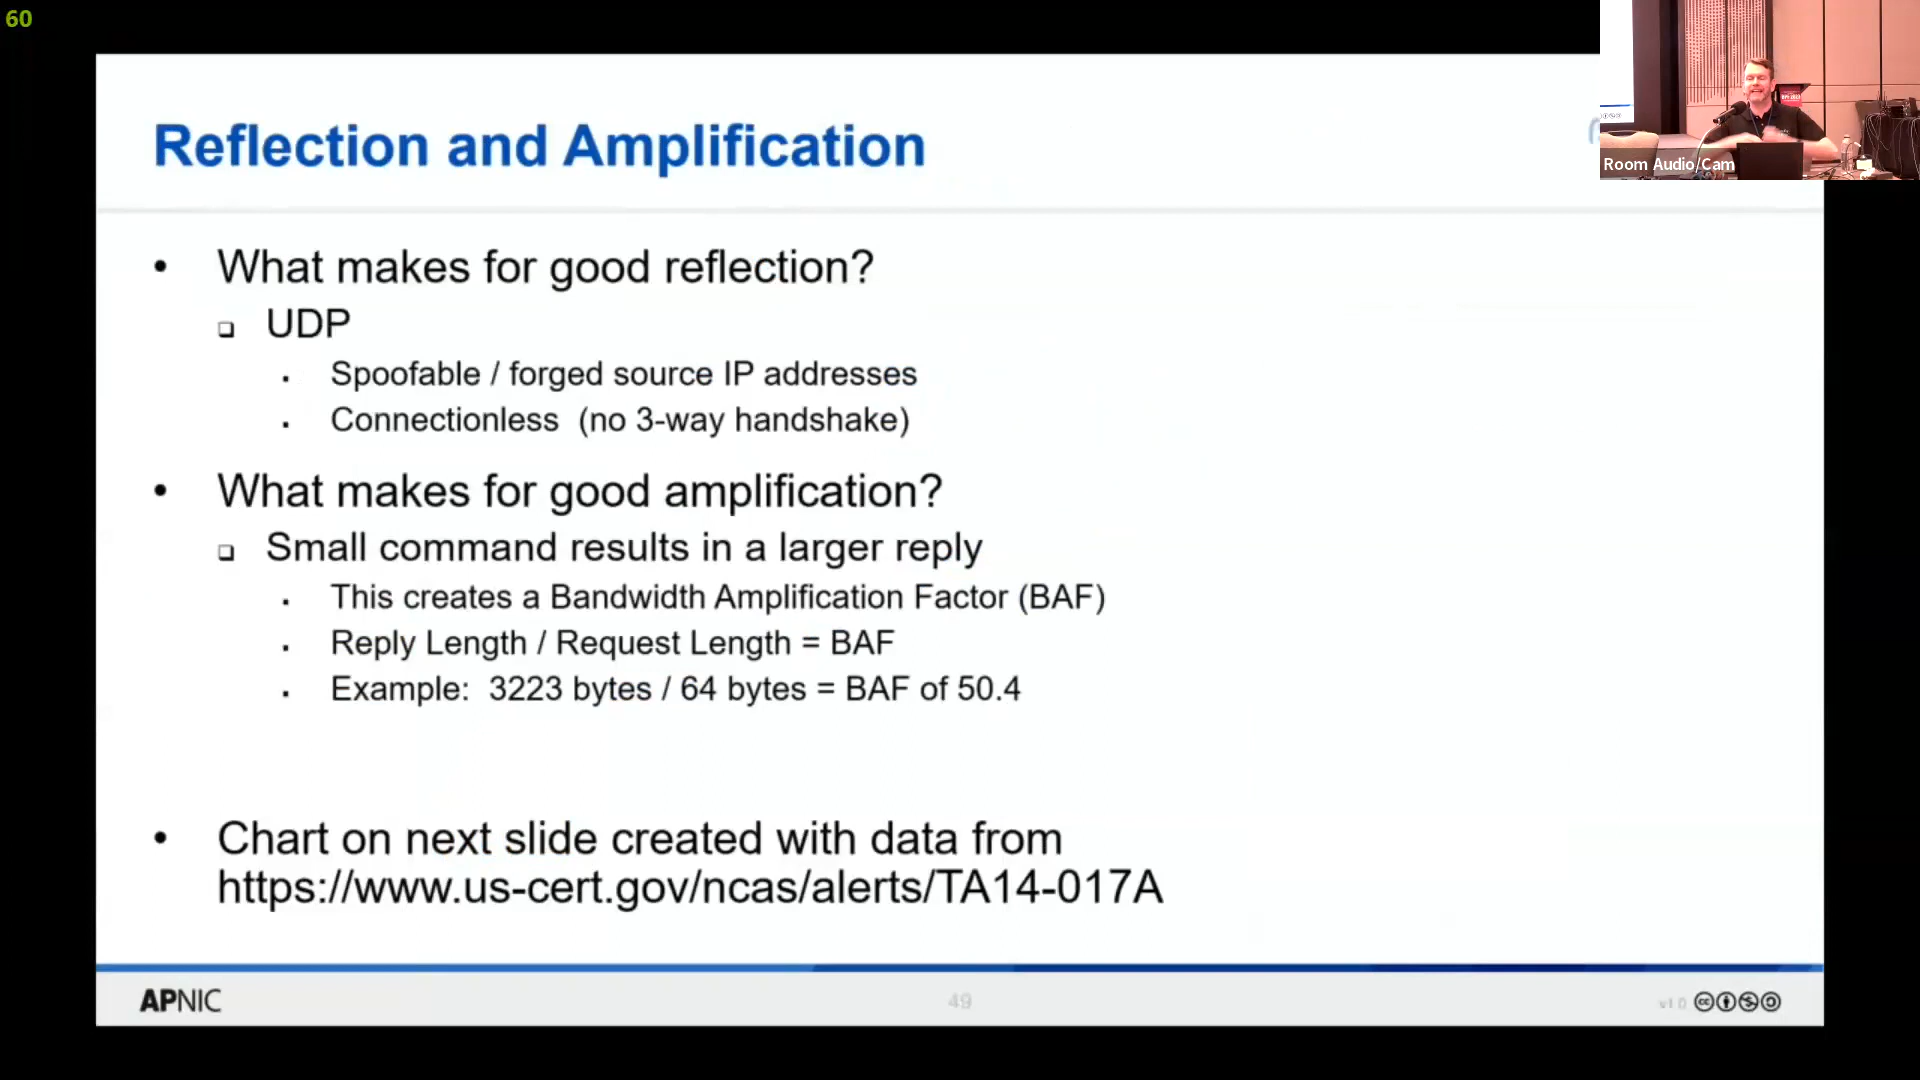 60
Reflection and Amplification
Room Audio/Cam
• What makes for good reflection?
❑ UDP
▪ Spoofable / forged source IP addresses
▪ Connectionless (no 3-way handshake)
• What makes for good amplification?
❑ Small command results in a larger reply
▪ This creates a Bandwidth Amplification Factor (BAF)
▪ Reply Length / Request Length = BAF
▪ Example: 3223 bytes / 64 bytes = BAF of 50.4
• Chart on next slide created with data from
https://www.us-cert.gov/ncas/alerts/TA14-017A
APNIC
49
v1.0